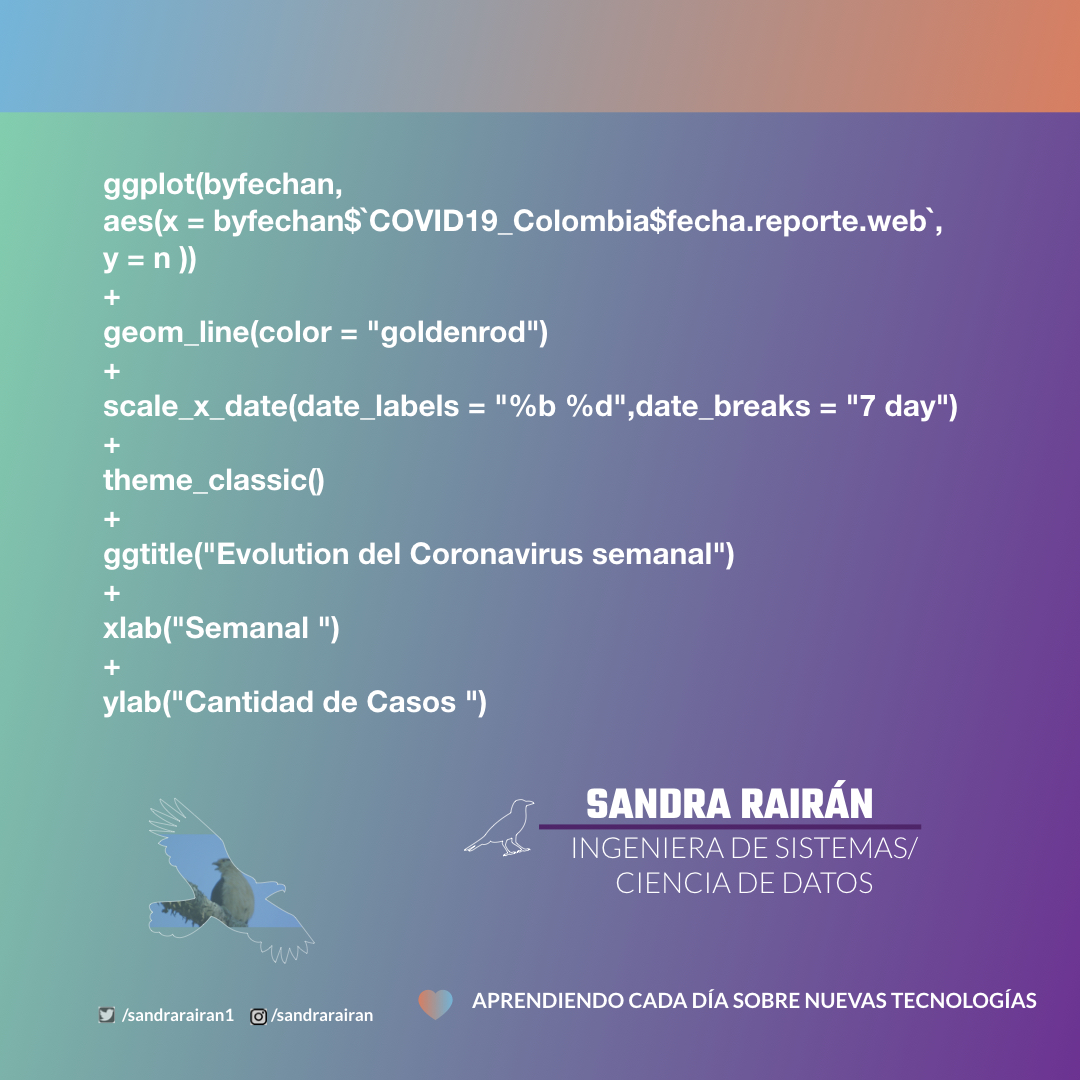 ggplot(byfechan,
aes(x = byfechan$`COVID19_Colombia$fecha.reporte.web`,
y = n ))
+
geom_line(color = "goldenrod")
+
scale_x_date(date_labels = "%b %d",date_breaks = "7 day")
+
theme_classic()
+
ggtitle("Evolution del Coronavirus semanal")
+
xlab("Semanal ")
+
ylab("Cantidad de Casos ")
SANDRA RAIRÁN
INGENIERA DE SISTEMAS/
CIENCIA DE DATOS
/sandrarairan1 /sandrarairan
APRENDIENDO CADA DÍA SOBRE NUEVAS TECNOLOGÍAS